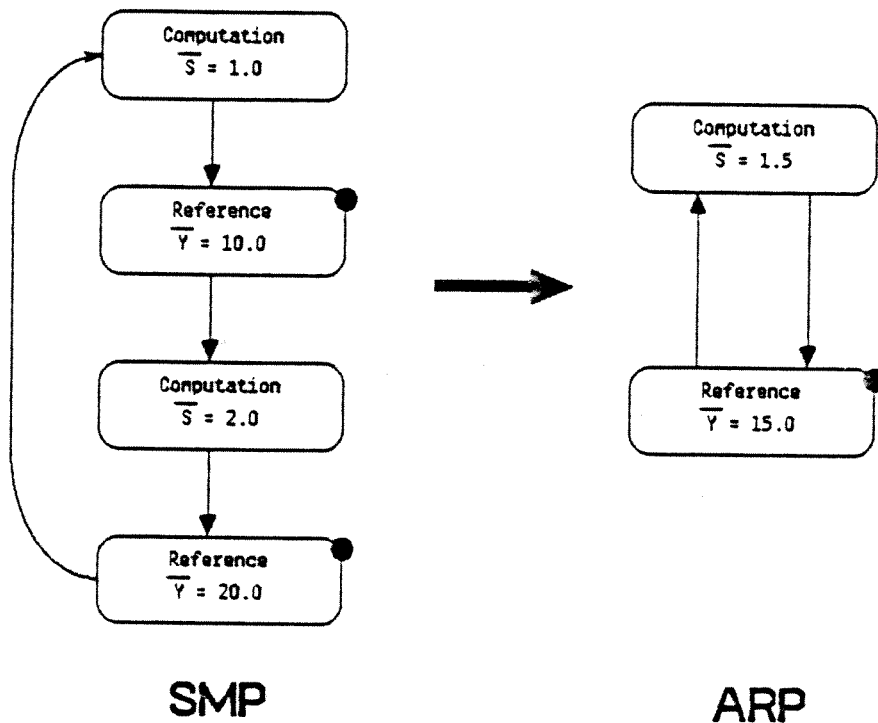 Computation
S̅ = 1.0
Reference
Y̅ = 10.0
Computation
S̅ = 2.0
Reference
Y̅ = 20.0
SMP
Computation
S̅ = 1.5
Reference
Y̅ = 15.0
ARP